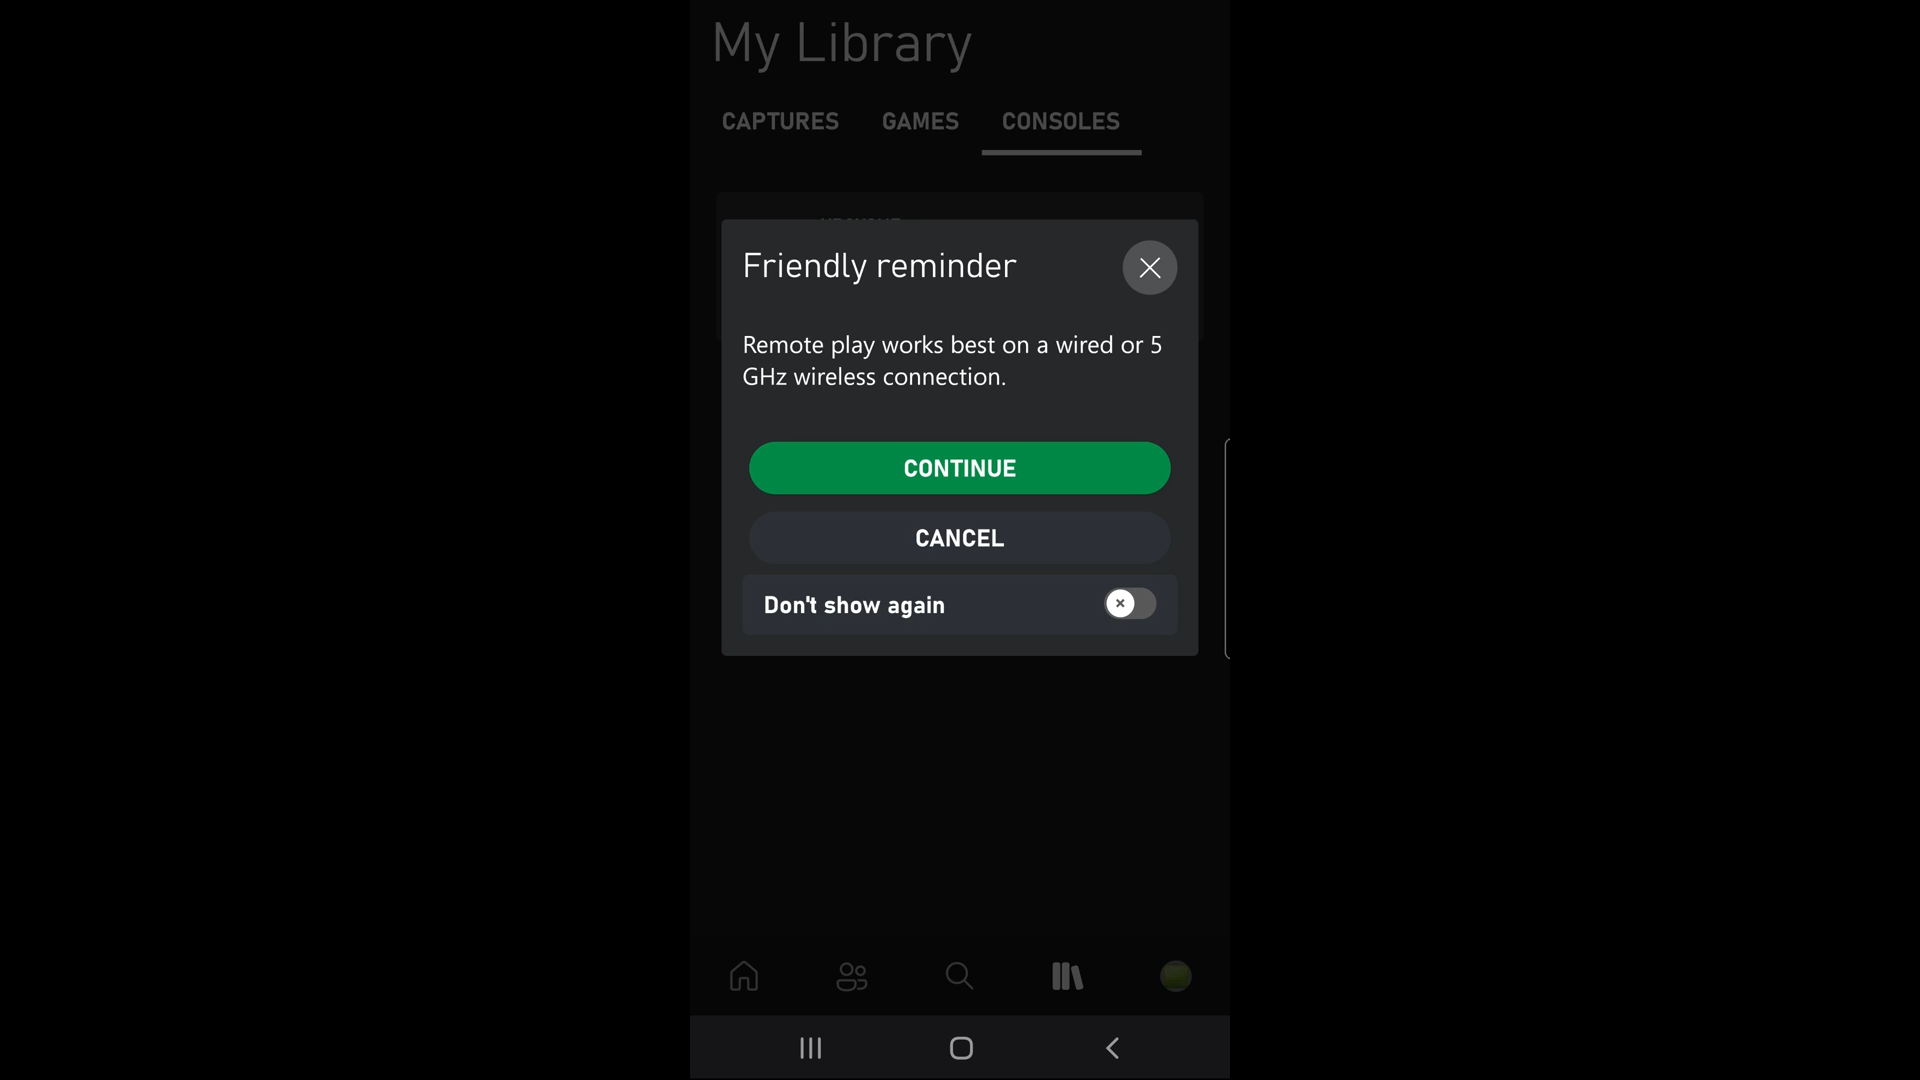 My Library
CAPTURES GAMES CONSOLES
Friendly reminder
Remote play works best on a wired or 5
GHz wireless connection.
CONTINUE
CANCEL
Don't show again